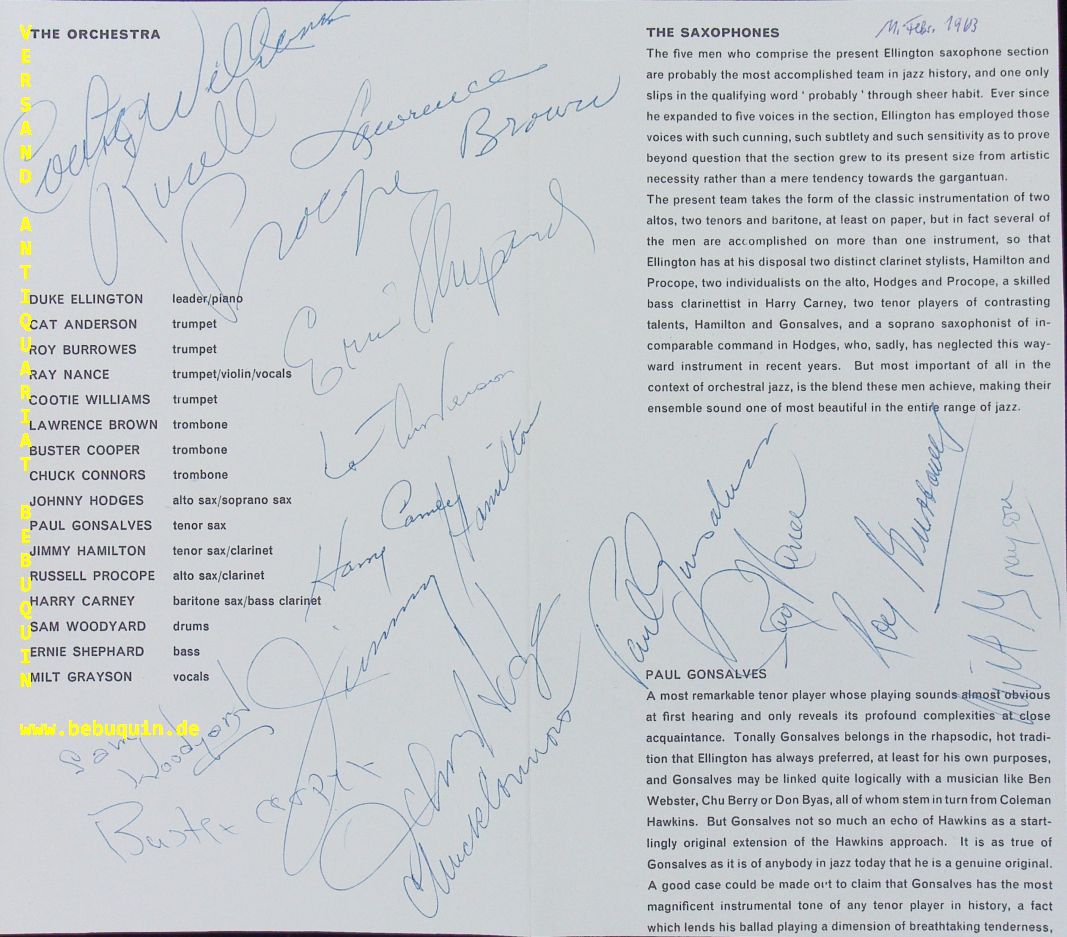 THE ORCHESTRA
Cootie Williams
Russell
Procope
Lawrence
Brown
Ernie Shepard
Cat Anderson
Harry Carney
Jimmy Hamilton
Johnny Hodges
Chuck Connors
Sam
Woodyard
Buster Cooper
DUKE ELLINGTON leader/piano
CAT ANDERSON trumpet
ROY BURROWES trumpet
RAY NANCE trumpet/violin/vocals
COOTIE WILLIAMS trumpet
LAWRENCE BROWN trombone
BUSTER COOPER trombone
CHUCK CONNORS trombone
JOHNNY HODGES alto sax/soprano sax
PAUL GONSALVES tenor sax
JIMMY HAMILTON tenor sax/clarinet
RUSSELL PROCOPE alto sax/clarinet
HARRY CARNEY baritone sax/bass clarinet
SAM WOODYARD drums
ERNIE SHEPHARD bass
MILT GRAYSON vocals
VERSAND ANTIQUARIAT BEBUQUIN
www.bebuquin.de
11. Febr. 1963
THE SAXOPHONES
The five men who comprise the present Ellington saxophone section
are probably the most accomplished team in jazz history, and one only
slips in the qualifying word ' probably ' through sheer habit. Ever since
he expanded to five voices in the section, Ellington has employed those
voices with such cunning, such subtlety and such sensitivity as to prove
beyond question that the section grew to its present size from artistic
necessity rather than a mere tendency towards the gargantuan.
The present team takes the form of the classic instrumentation of two
altos, two tenors and baritone, at least on paper, but in fact several of
the men are accomplished on more than one instrument, so that
Ellington has at his disposal two distinct clarinet stylists, Hamilton and
Procope, two individualists on the alto, Hodges and Procope, a skilled
bass clarinettist in Harry Carney, two tenor players of contrasting
talents, Hamilton and Gonsalves, and a soprano saxophonist of in-
comparable command in Hodges, who, sadly, has neglected this way-
ward instrument in recent years. But most important of all in the
context of orchestral jazz, is the blend these men achieve, making their
ensemble sound one of most beautiful in the entire range of jazz.
Paul Gonsalves
Ray Nance
Roy Burrowes
Milt Grayson
PAUL GONSALVES
A most remarkable tenor player whose playing sounds almost obvious
at first hearing and only reveals its profound complexities at close
acquaintance. Tonally Gonsalves belongs in the rhapsodic, hot tradi-
tion that Ellington has always preferred, at least for his own purposes,
and Gonsalves may be linked quite logically with a musician like Ben
Webster, Chu Berry or Don Byas, all of whom stem in turn from Coleman
Hawkins. But Gonsalves not so much an echo of Hawkins as a start-
lingly original extension of the Hawkins approach. It is as true of
Gonsalves as it is of anybody in jazz today that he is a genuine original.
A good case could be made out to claim that Gonsalves has the most
magnificent instrumental tone of any tenor player in history, a fact
which lends his ballad playing a dimension of breathtaking tenderness,